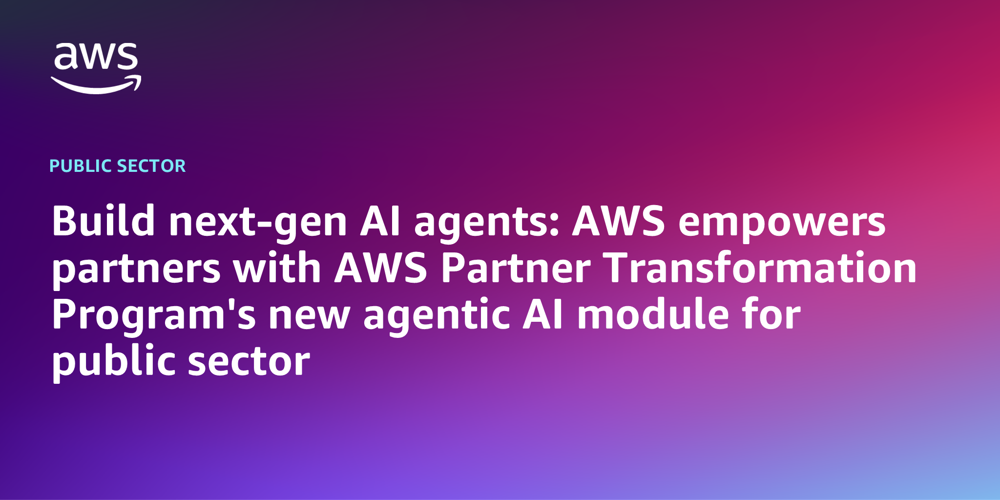 aws
PUBLIC SECTOR
Build next-gen AI agents: AWS empowers
partners with AWS Partner Transformation
Program's new agentic AI module for
public sector